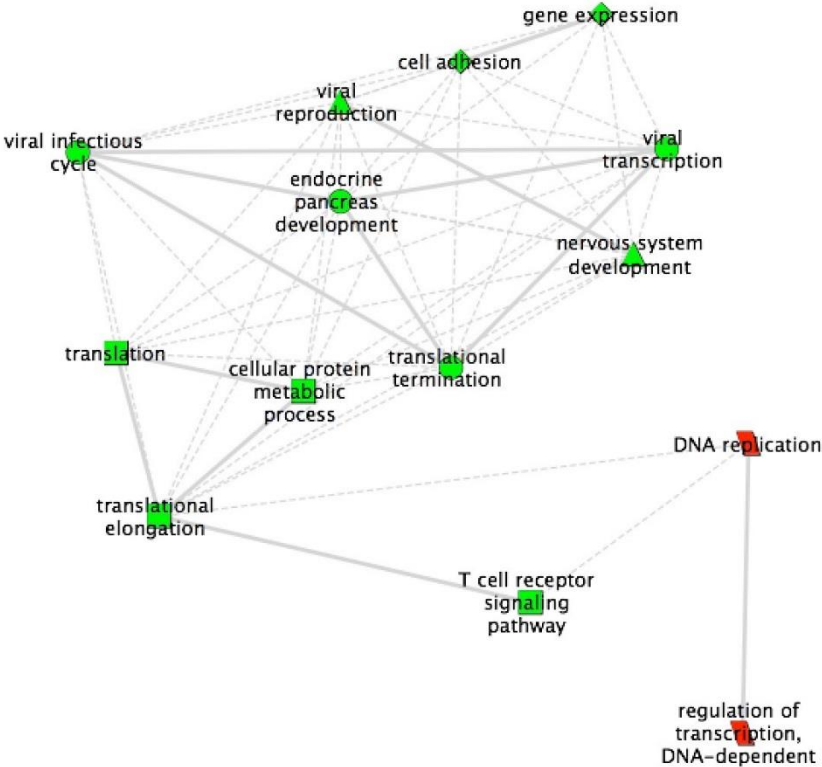 gene expression
cell adhesion
viral
reproduction
viral infectious
cycle
viral
transcription
endocrine
pancreas
development
nervous system
development
translation
cellular protein
metabolic
process
translational
termination
DNA replication
translational
elongation
T cell receptor
signaling
pathway
regulation of
transcription,
DNA-dependent